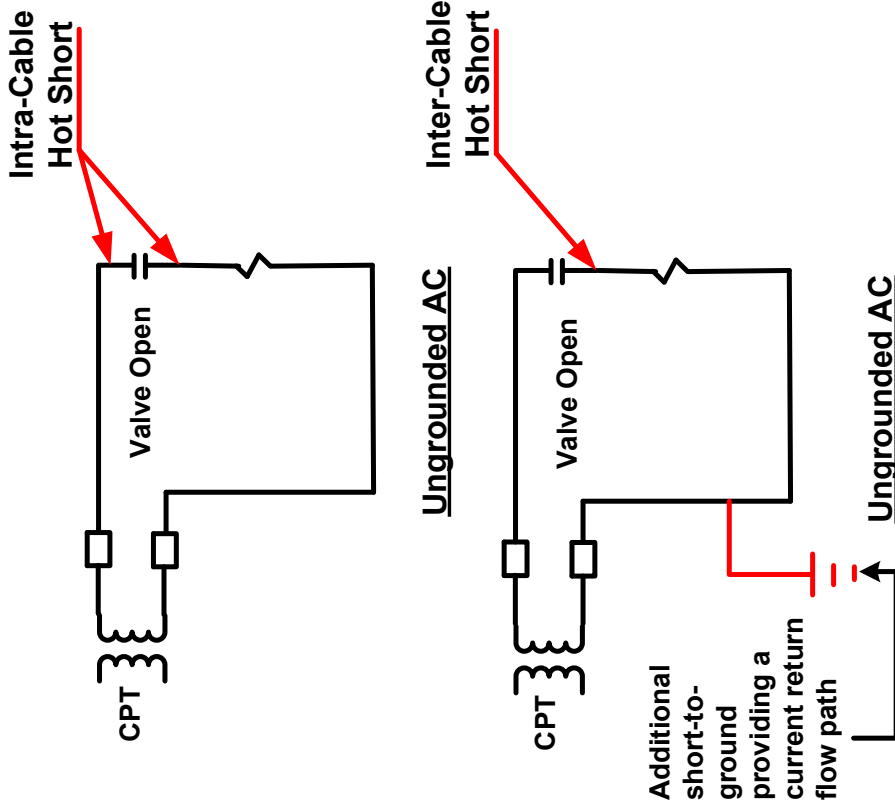 Intra-Cable
Hot Short
Valve Open
CPT
Ungrounded AC
Inter-Cable
Hot Short
Valve Open
CPT
Additional
short-to-
ground
providing a
current return
flow path
Ungrounded AC